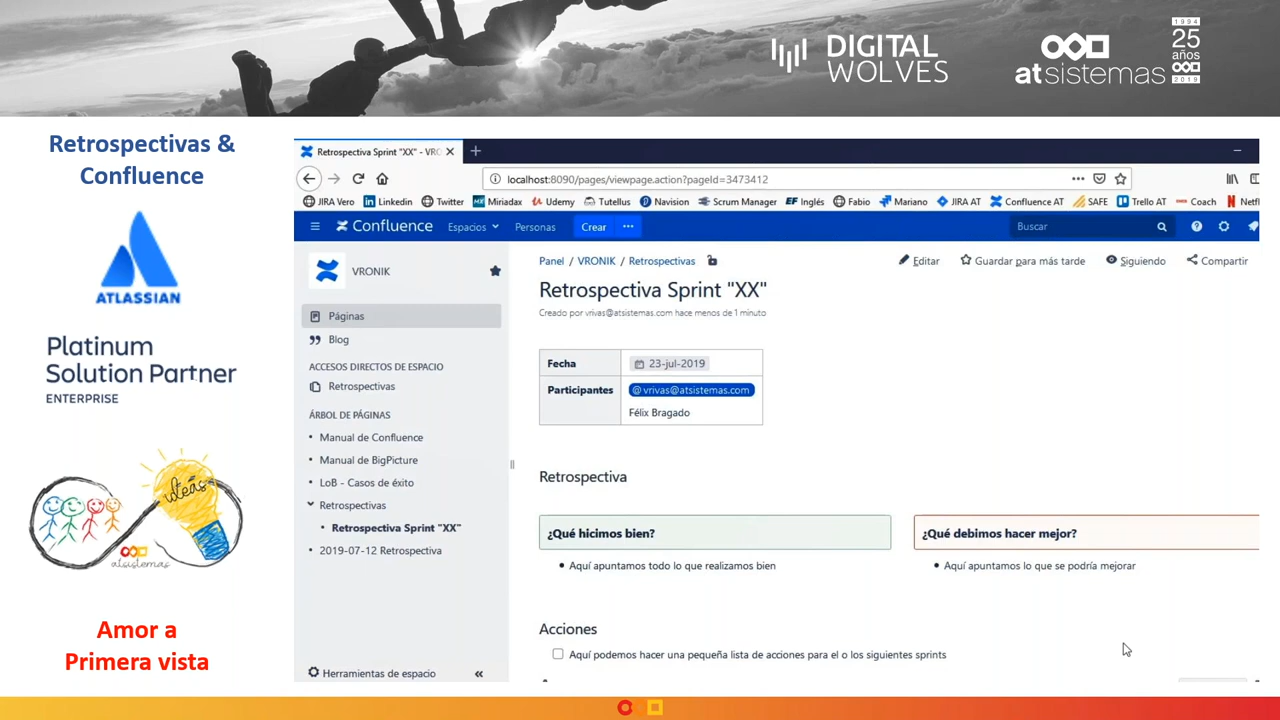 DIGITAL
WOLVES
atsistemas
1994
25
años
2019
Retrospectivas &
Confluence
ATLASSIAN
Platinum
Solution Partner
ENTERPRISE
ideas
atsistemas
Amor a
Primera vista
Retrospectiva Sprint "XX" - VRO
localhost:8090/pages/viewpage.action?pageId=3473412
JIRA Vero Linkedin Twitter Miriadax Udemy Tutellus Navision Scrum Manager EF Inglés Fabio Mariano JIRA AT Confluence AT SAFE Trello AT Coach Netfl
Confluence Espacios Personas Crear ••• Buscar
VRONIK
Páginas
Blog
ACCESOS DIRECTOS DE ESPACIO
Retrospectivas
ÁRBOL DE PÁGINAS
• Manual de Confluence
• Manual de BigPicture
• LoB - Casos de éxito
Retrospectivas
• Retrospectiva Sprint "XX"
• 2019-07-12 Retrospectiva
Herramientas de espacio «
Panel / VRONIK / Retrospectivas
Editar Guardar para más tarde Siguiendo Compartir
Retrospectiva Sprint "XX"
Creado por vrivas@atsistemas.com hace menos de 1 minuto
Fecha 23-jul-2019
Participantes @vrivas@atsistemas.com
Félix Bragado
Retrospectiva
¿Qué hicimos bien? ¿Qué debimos hacer mejor?
• Aquí apuntamos todo lo que realizamos bien • Aquí apuntamos lo que se podría mejorar
Acciones
Aquí podemos hacer una pequeña lista de acciones para el o los siguientes sprints